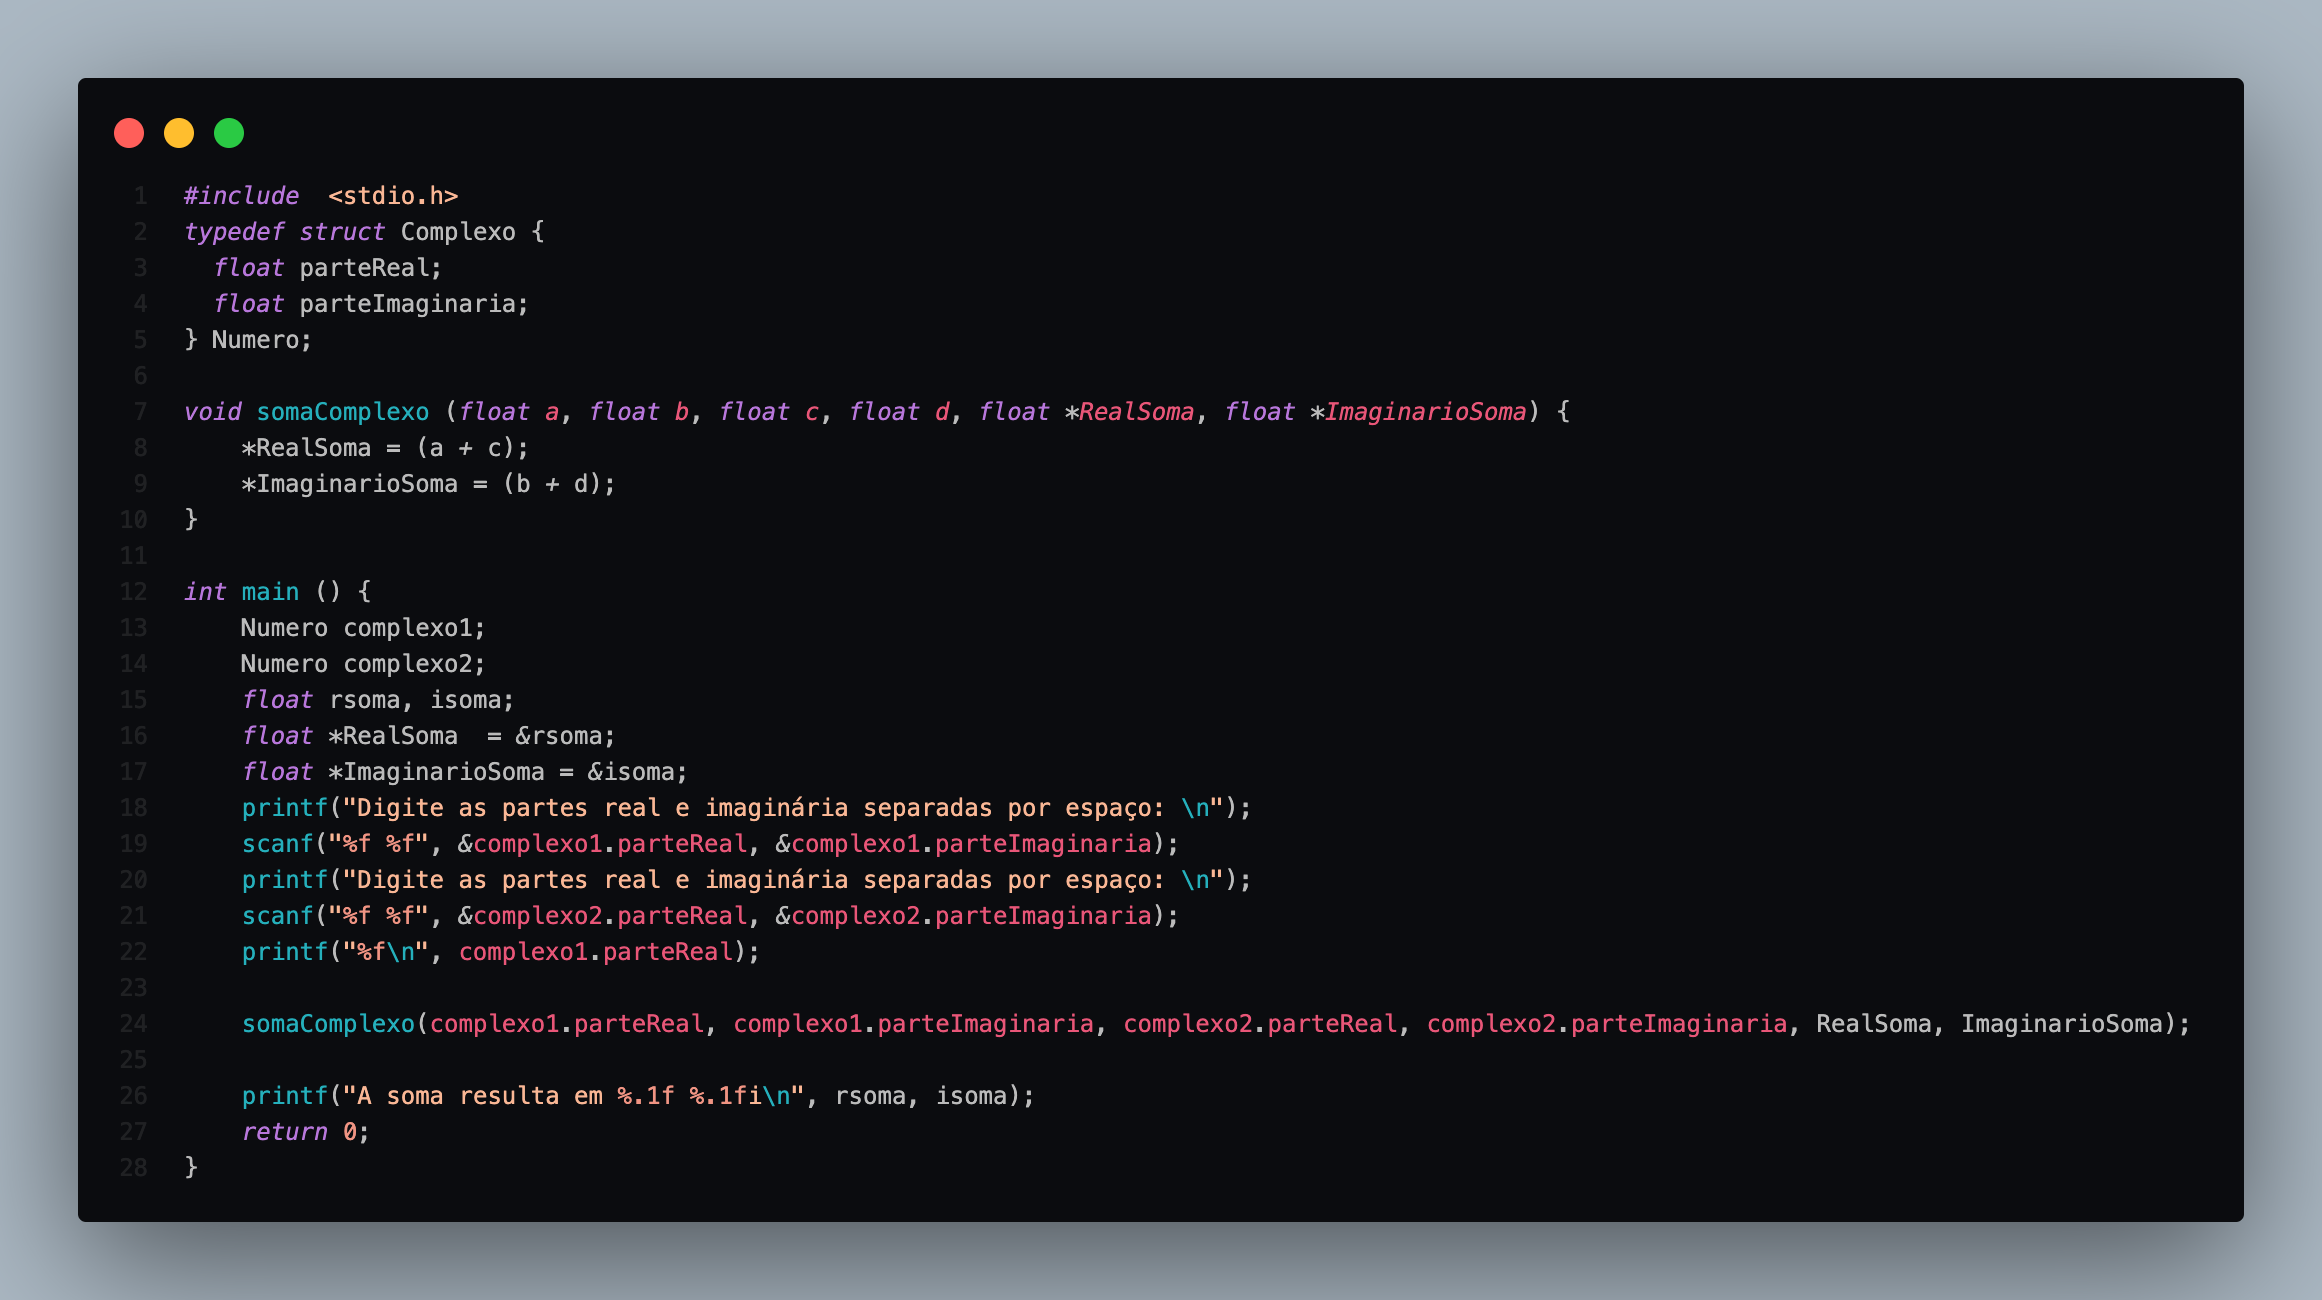 1 #include  <stdio.h>
2 typedef struct Complexo {
3   float parteReal;
4   float parteImaginaria;
5 } Numero;
6
7 void somaComplexo (float a, float b, float c, float d, float *RealSoma, float *ImaginarioSoma) {
8     *RealSoma = (a + c);
9     *ImaginarioSoma = (b + d);
10 }
11
12 int main () {
13     Numero complexo1;
14     Numero complexo2;
15     float rsoma, isoma;
16     float *RealSoma  = &rsoma;
17     float *ImaginarioSoma = &isoma;
18     printf("Digite as partes real e imaginária separadas por espaço: \n");
19     scanf("%f %f", &complexo1.parteReal, &complexo1.parteImaginaria);
20     printf("Digite as partes real e imaginária separadas por espaço: \n");
21     scanf("%f %f", &complexo2.parteReal, &complexo2.parteImaginaria);
22     printf("%f\n", complexo1.parteReal);
23
24     somaComplexo(complexo1.parteReal, complexo1.parteImaginaria, complexo2.parteReal, complexo2.parteImaginaria, RealSoma, ImaginarioSoma);
25
26     printf("A soma resulta em %.1f %.1fi\n", rsoma, isoma);
27     return 0;
28 }